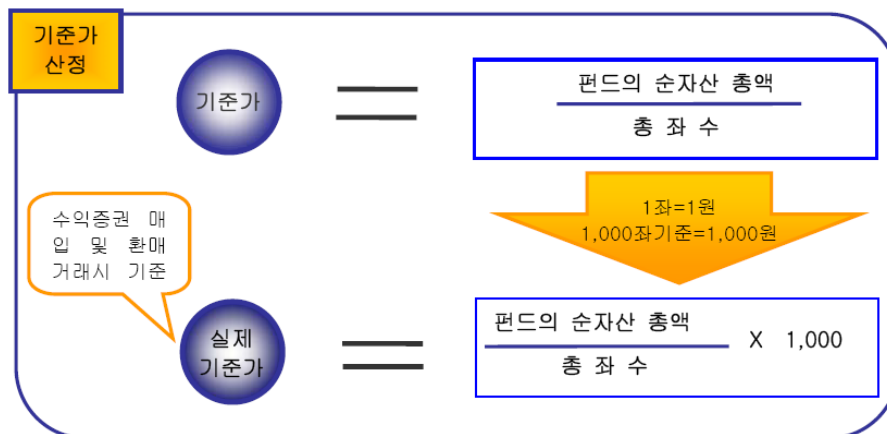 기준가
산정
기준가
펀드의 순자산 총액
총 좌 수
1좌=1원
1,000좌기준=1,000원
수익증권 매
입 및 환매
거래시 기준
실제
기준가
펀드의 순자산 총액
총 좌 수
X 1,000